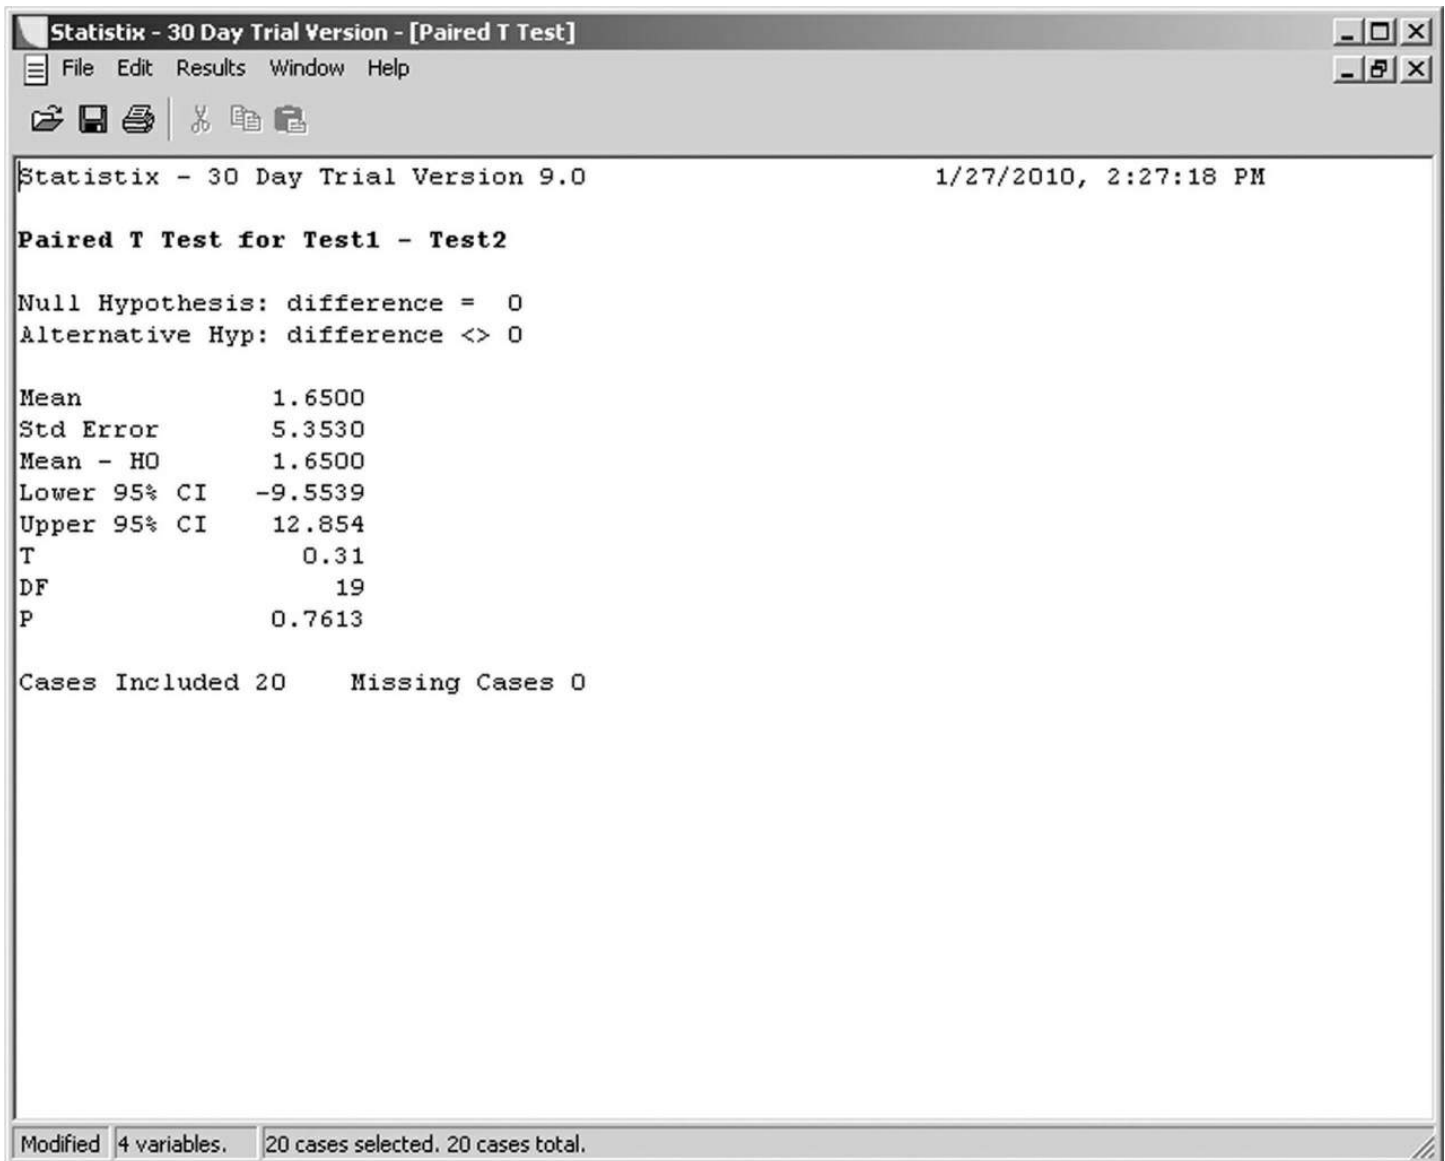 Statistix - 30 Day Trial Version - [Paired T Test]
File Edit Results Window Help
Statistix - 30 Day Trial Version 9.0 1/27/2010, 2:27:18 PM
Paired T Test for Test1 - Test2
Null Hypothesis: difference = 0
Alternative Hyp: difference <> 0
Mean 1.6500
Std Error 5.3530
Mean - H0 1.6500
Lower 95% CI -9.5539
Upper 95% CI 12.854
T 0.31
DF 19
P 0.7613
Cases Included 20 Missing Cases 0
Modified 4 variables. 20 cases selected. 20 cases total.